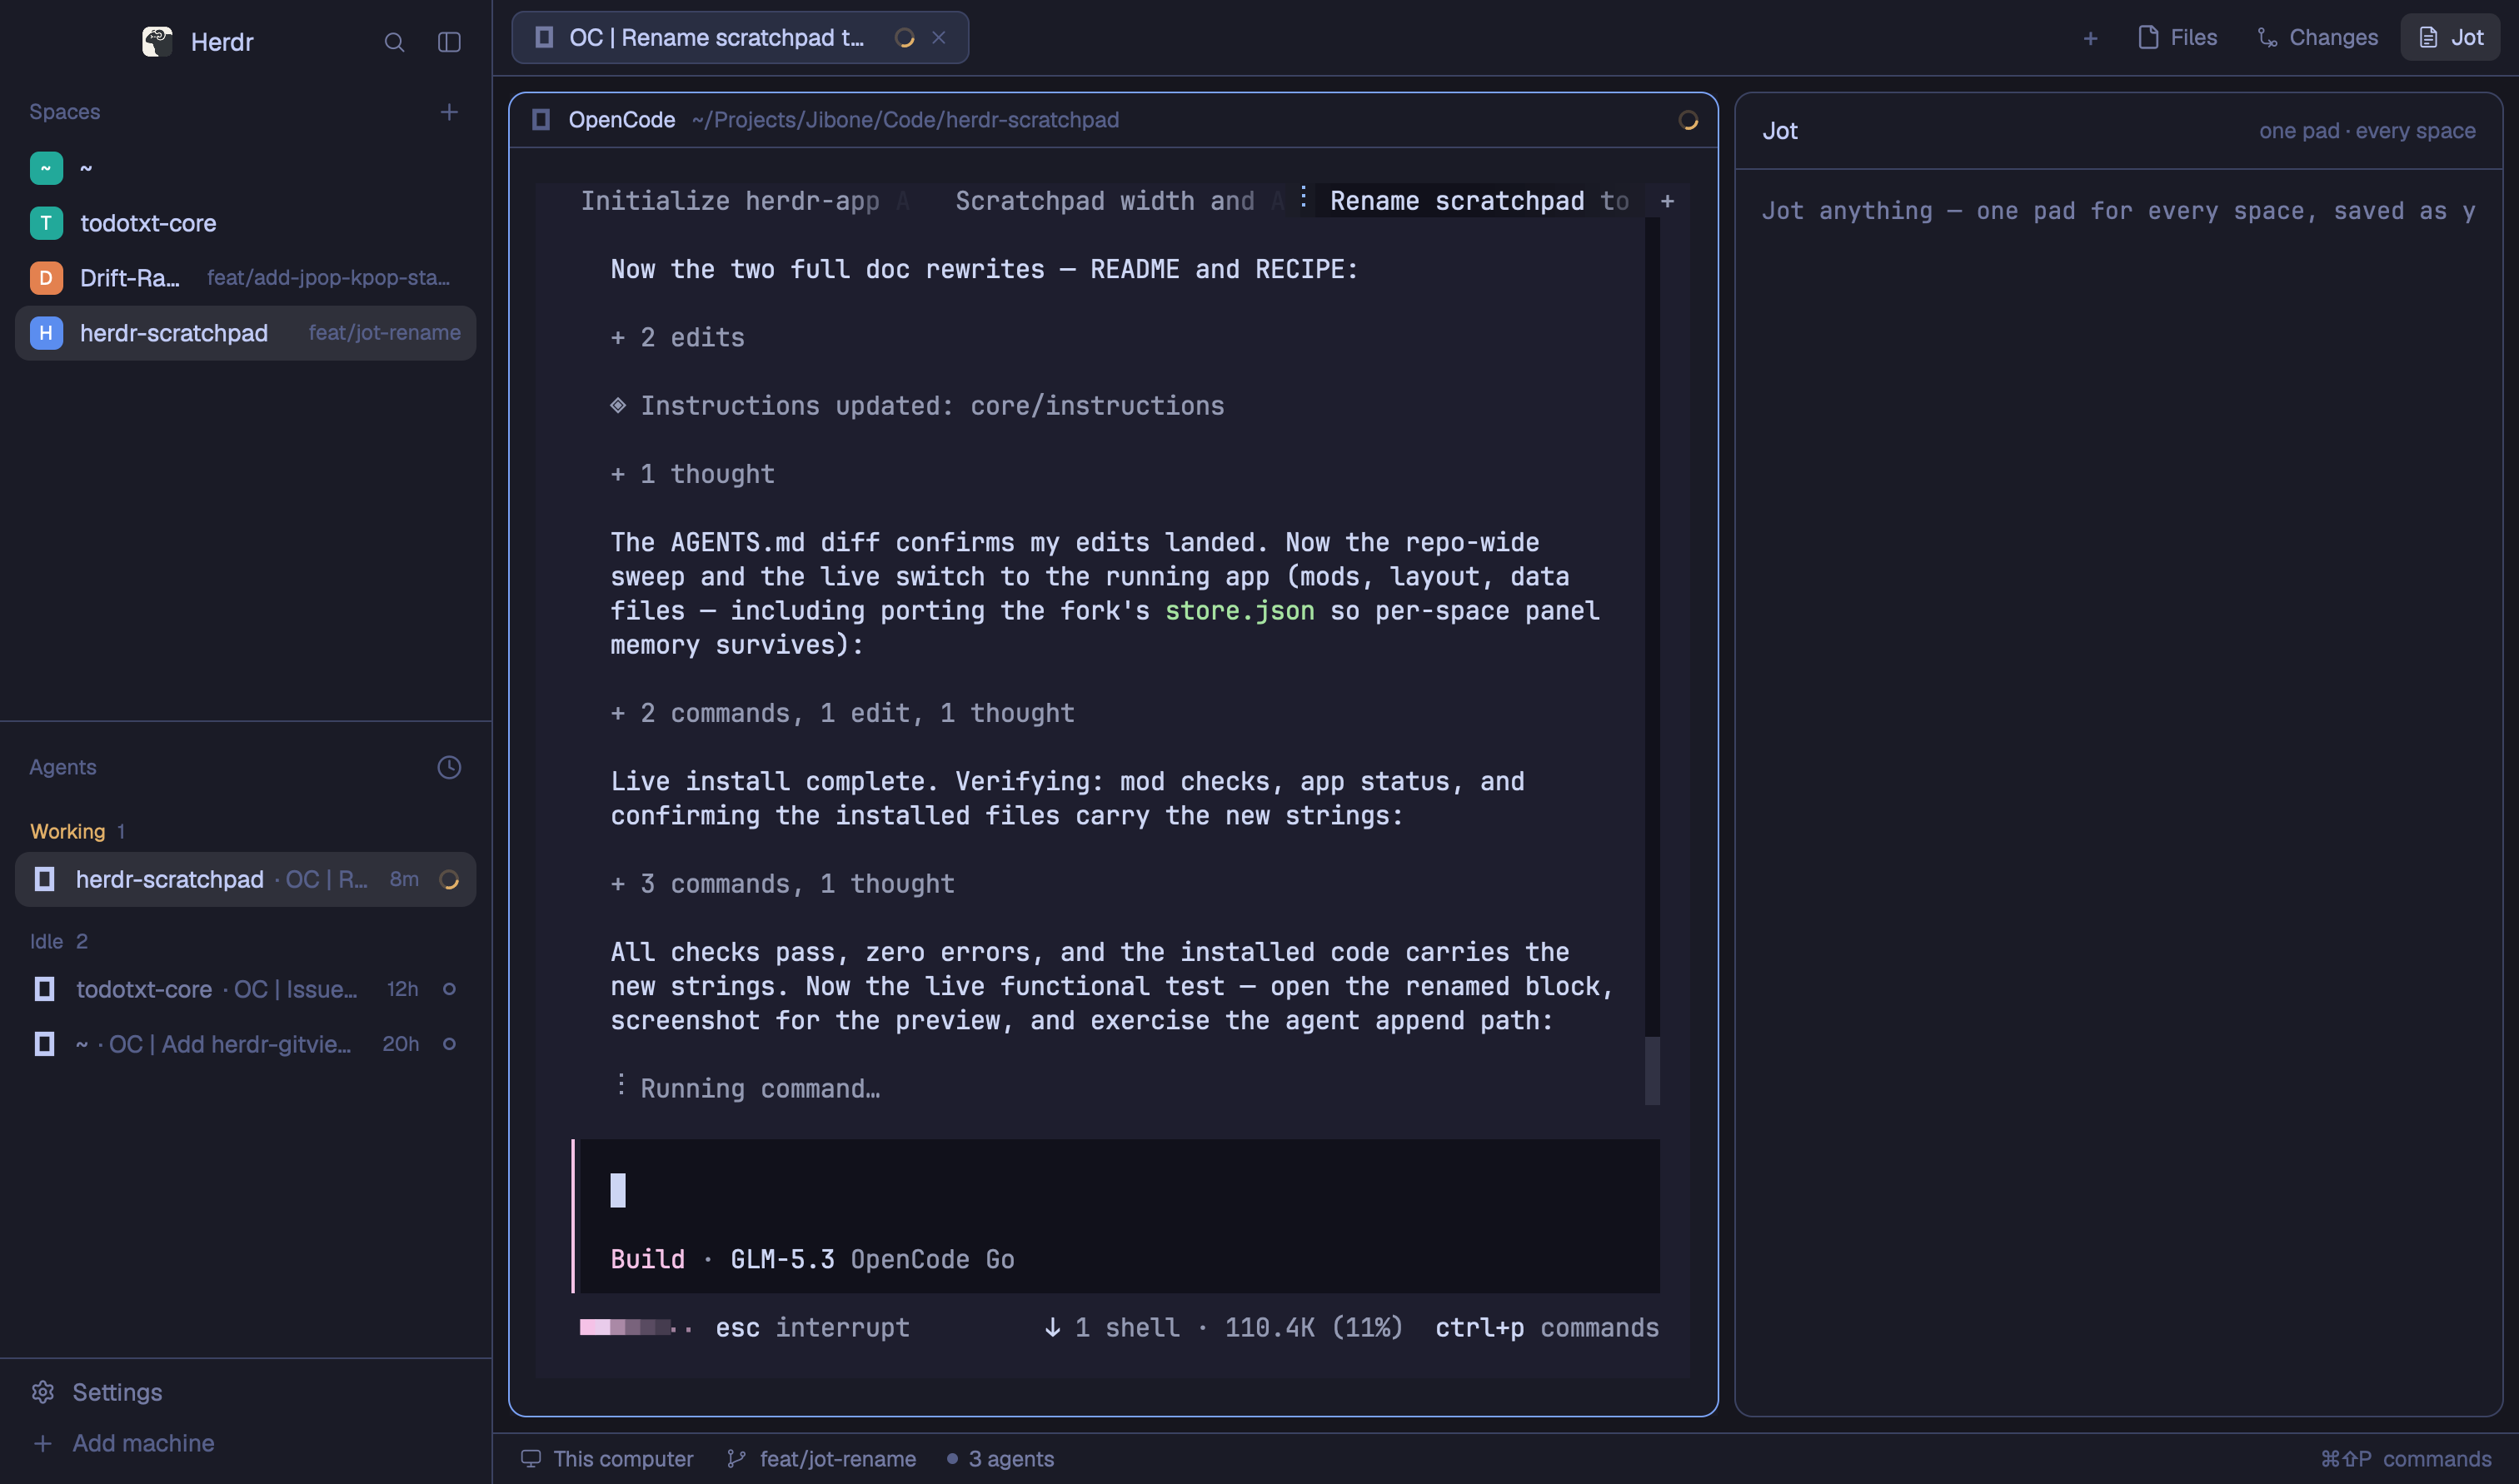 Herdr
Spaces
~ ~
T todotxt-core
D Drift-Ra... feat/add-jpop-kpop-sta...
H herdr-scratchpad feat/jot-rename
Agents
Working 1
herdr-scratchpad · OC | R... 8m
Idle 2
todotxt-core · OC | Issue... 12h
~ · OC | Add herdr-gitvie... 20h
Settings
+ Add machine
OC | Rename scratchpad t...
+ Files Changes Jot
OpenCode ~/Projects/Jibone/Code/herdr-scratchpad
Initialize herdr-app A Scratchpad width and A Rename scratchpad to +
Now the two full doc rewrites — README and RECIPE:
+ 2 edits
◈ Instructions updated: core/instructions
+ 1 thought
The AGENTS.md diff confirms my edits landed. Now the repo-wide
sweep and the live switch to the running app (mods, layout, data
files — including porting the fork's store.json so per-space panel
memory survives):
+ 2 commands, 1 edit, 1 thought
Live install complete. Verifying: mod checks, app status, and
confirming the installed files carry the new strings:
+ 3 commands, 1 thought
All checks pass, zero errors, and the installed code carries the
new strings. Now the live functional test — open the renamed block,
screenshot for the preview, and exercise the agent append path:
Running command…
Build · GLM-5.3 OpenCode Go
esc interrupt ↓ 1 shell · 110.4K (11%) ctrl+p commands
Jot one pad · every space
Jot anything — one pad for every space, saved as y
This computer feat/jot-rename 3 agents
⌘⇧P commands